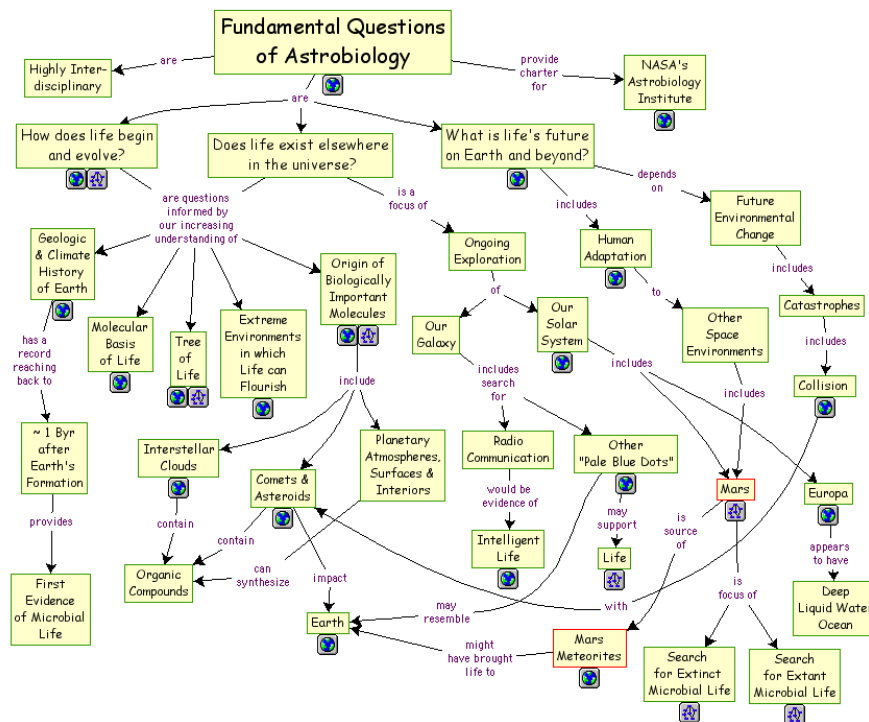 Fundamental Questions
of Astrobiology
are
Highly Inter-
disciplinary
provide
charter
for
NASA's
Astrobiology
Institute
are
How does life begin
and evolve?
Does life exist elsewhere
in the universe?
What is life's future
on Earth and beyond?
are questions
informed by
our increasing
understanding of
is a
focus of
includes
depends
on
Geologic
& Climate
History
of Earth
Molecular
Basis
of Life
Tree
of
Life
Extreme
Environments
in which
Life can
Flourish
Origin of
Biologically
Important
Molecules
Ongoing
Exploration
Human
Adaptation
Future
Environmental
Change
of
to
includes
Our
Galaxy
Our
Solar
System
Other
Space
Environments
Catastrophes
has a
record
reaching
back to
include
includes
search
for
includes
includes
includes
Collision
~ 1 Byr
after
Earth's
Formation
Interstellar
Clouds
Comets &
Asteroids
Planetary
Atmospheres,
Surfaces &
Interiors
Radio
Communication
Other
"Pale Blue Dots"
Mars
Europa
provides
contain
contain
can
synthesize
would be
evidence of
may
support
is
source
of
appears
to have
First
Evidence
of Microbial
Life
Organic
Compounds
impact
Intelligent
Life
Life
is
focus of
Deep
Liquid Water
Ocean
Earth
may
resemble
with
might
have brought
life to
Mars
Meteorites
Search
for Extinct
Microbial Life
Search
for Extant
Microbial Life